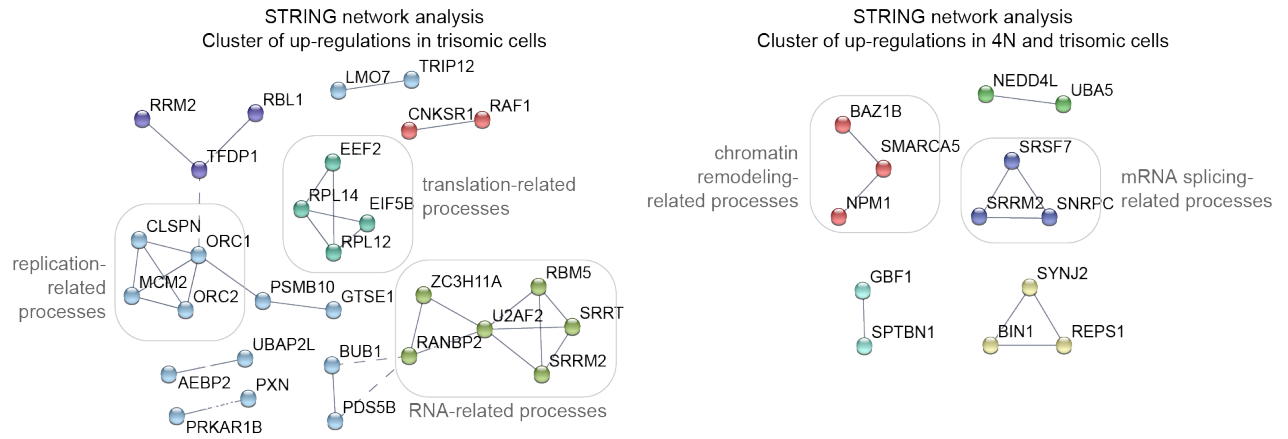 STRING network analysis
Cluster of up-regulations in trisomic cells
LMO7
TRIP12
RRM2
RBL1
CNKSR1
RAF1
TFDP1
EEF2
RPL14
EIF5B
RPL12
translation-related
processes
CLSPN
ORC1
MCM2
ORC2
replication-
related
processes
PSMB10
GTSE1
ZC3H11A
RBM5
U2AF2
SRRT
RANBP2
SRRM2
RNA-related processes
UBAP2L
AEBP2
PXN
PRKAR1B
BUB1
PDS5B
STRING network analysis
Cluster of up-regulations in 4N and trisomic cells
NEDD4L
UBA5
BAZ1B
SMARCA5
NPM1
chromatin
remodeling-
related processes
SRSF7
SRRM2
SNRPC
mRNA splicing-
related processes
GBF1
SPTBN1
SYNJ2
BIN1
REPS1